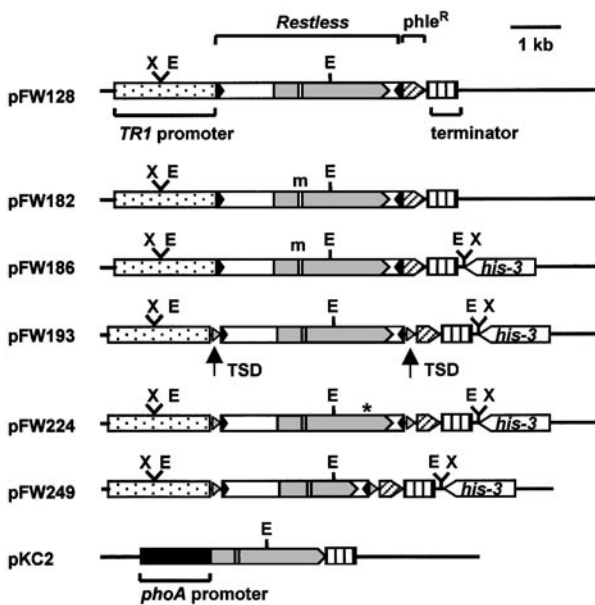 Restless phleR
1 kb
X E E
pFW128
TR1 promoter terminator
X E m E
pFW182
X E m E E X
pFW186 his-3
X E E E X
pFW193 his-3
TSD TSD
X E E * E X
pFW224 his-3
X E E E X
pFW249 his-3
E
pKC2
phoA promoter